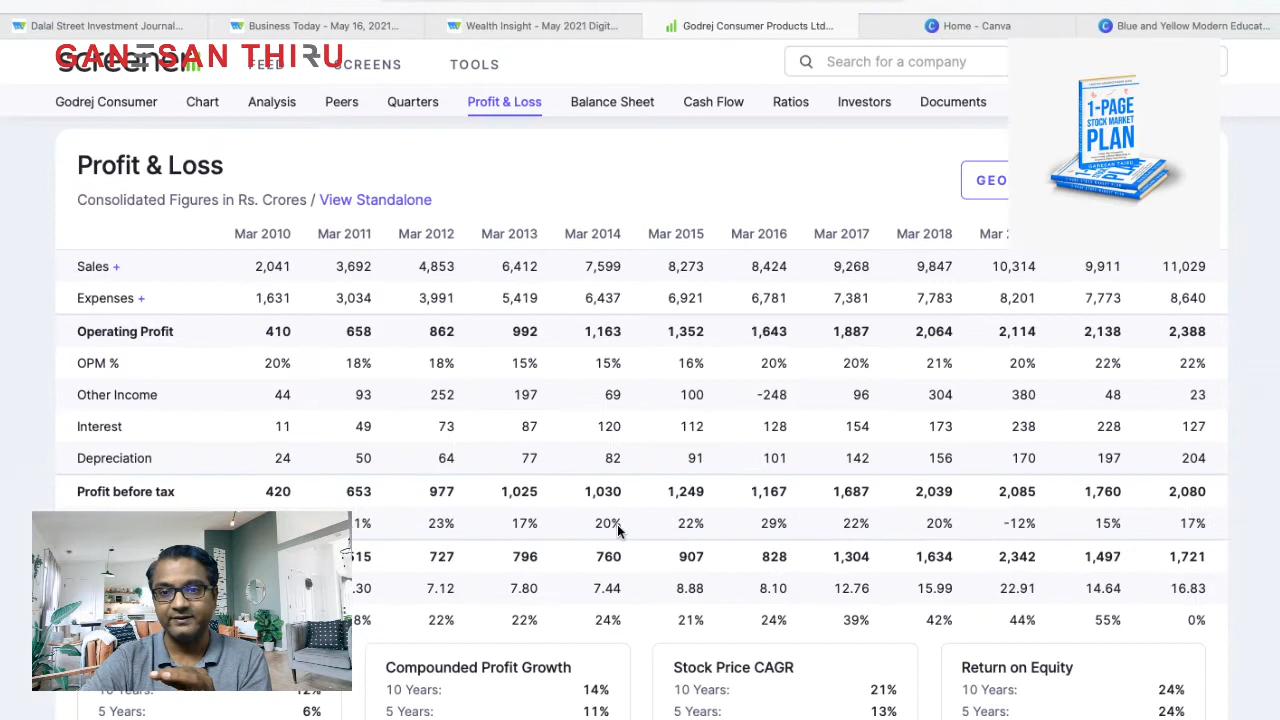 Dalal Street Investment Journal...
Business Today - May 16, 2021...
Wealth Insight - May 2021 Digit...
Godrej Consumer Products Ltd...
Home - Canva
Blue and Yellow Modern Educat...
GANESAN THIRU
screener
FEED SCREENS TOOLS
Search for a company
Godrej Consumer Chart Analysis Peers Quarters Profit & Loss Balance Sheet Cash Flow Ratios Investors Documents
1-PAGE
STOCK MARKET
PLAN
GANESAN THIRU
Profit & Loss
Consolidated Figures in Rs. Crores / View Standalone
Mar 2010 Mar 2011 Mar 2012 Mar 2013 Mar 2014 Mar 2015 Mar 2016 Mar 2017 Mar 2018
Sales + 2,041 3,692 4,853 6,412 7,599 8,273 8,424 9,268 9,847 10,314 9,911 11,029
Expenses + 1,631 3,034 3,991 5,419 6,437 6,921 6,781 7,381 7,783 8,201 7,773 8,640
Operating Profit 410 658 862 992 1,163 1,352 1,643 1,887 2,064 2,114 2,138 2,388
OPM % 20% 18% 18% 15% 15% 16% 20% 20% 21% 20% 22% 22%
Other Income 44 93 252 197 69 100 -248 96 304 380 48 23
Interest 11 49 73 87 120 112 128 154 173 238 228 127
Depreciation 24 50 64 77 82 91 101 142 156 170 197 204
Profit before tax 420 653 977 1,025 1,030 1,249 1,167 1,687 2,039 2,085 1,760 2,080
1% 23% 17% 20% 22% 29% 22% 20% -12% 15% 17%
515 727 796 760 907 828 1,304 1,634 2,342 1,497 1,721
.30 7.12 7.80 7.44 8.88 8.10 12.76 15.99 22.91 14.64 16.83
8% 22% 22% 24% 21% 24% 39% 42% 44% 55% 0%
Compounded Profit Growth
10 Years: 14%
5 Years: 11%
Stock Price CAGR
10 Years: 21%
5 Years: 13%
Return on Equity
10 Years: 24%
5 Years: 24%
10 Years: 12%
5 Years: 6%